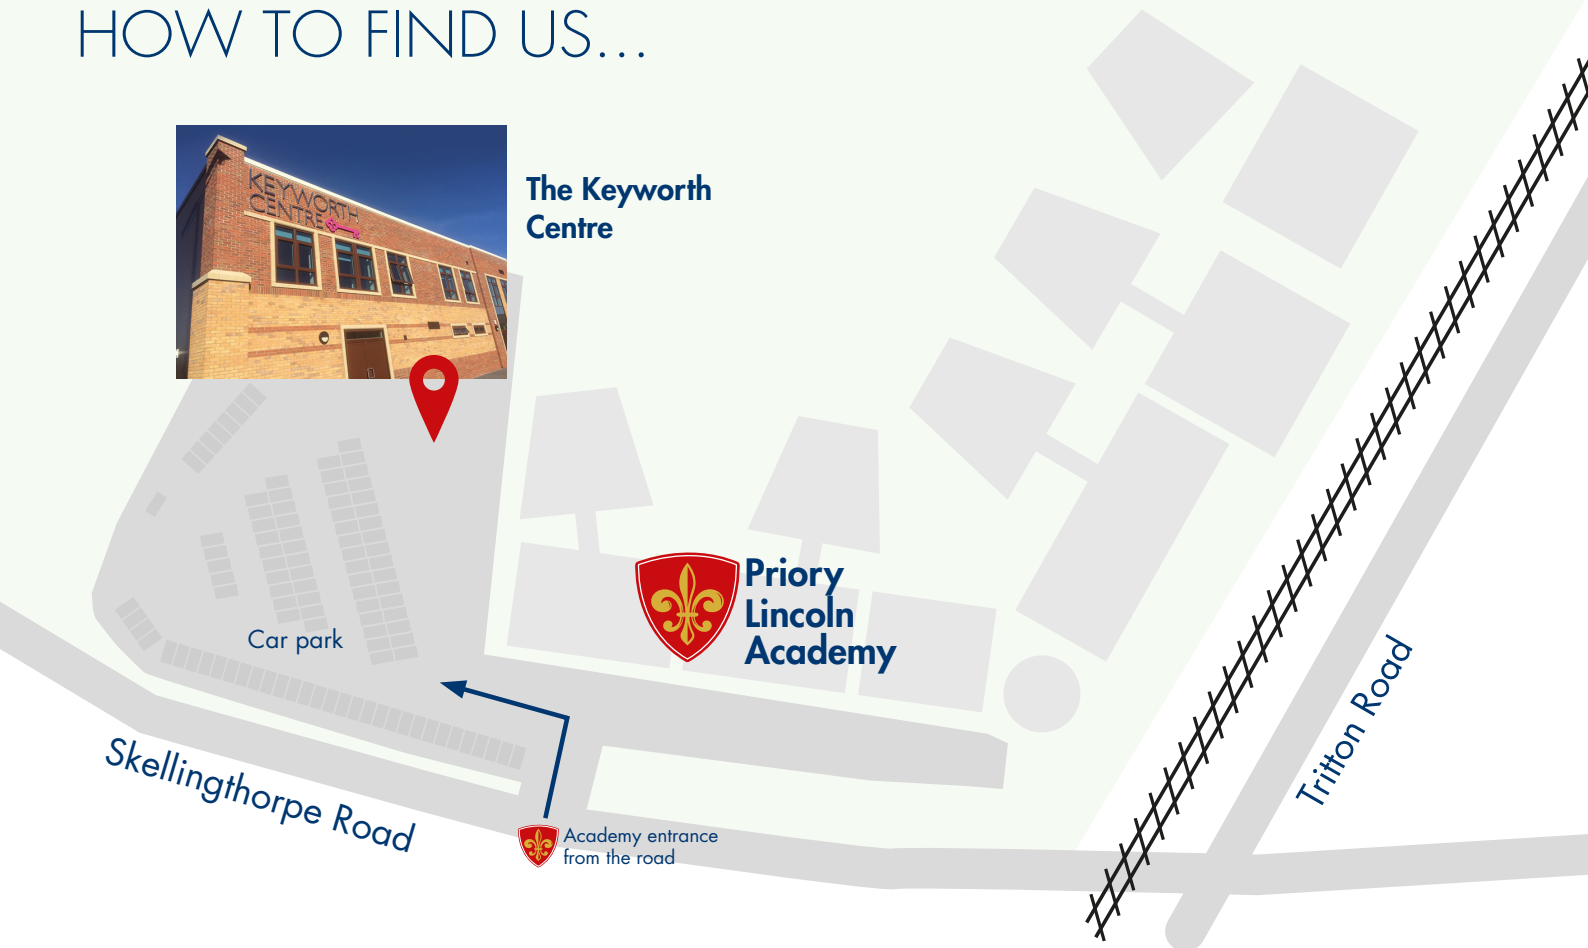 HOW TO FIND US...
KEYWORTH
CENTRE
The Keyworth
Centre
Priory
Lincoln
Academy
Car park
Skellingthorpe Road
Academy entrance
from the road
Tritton Road